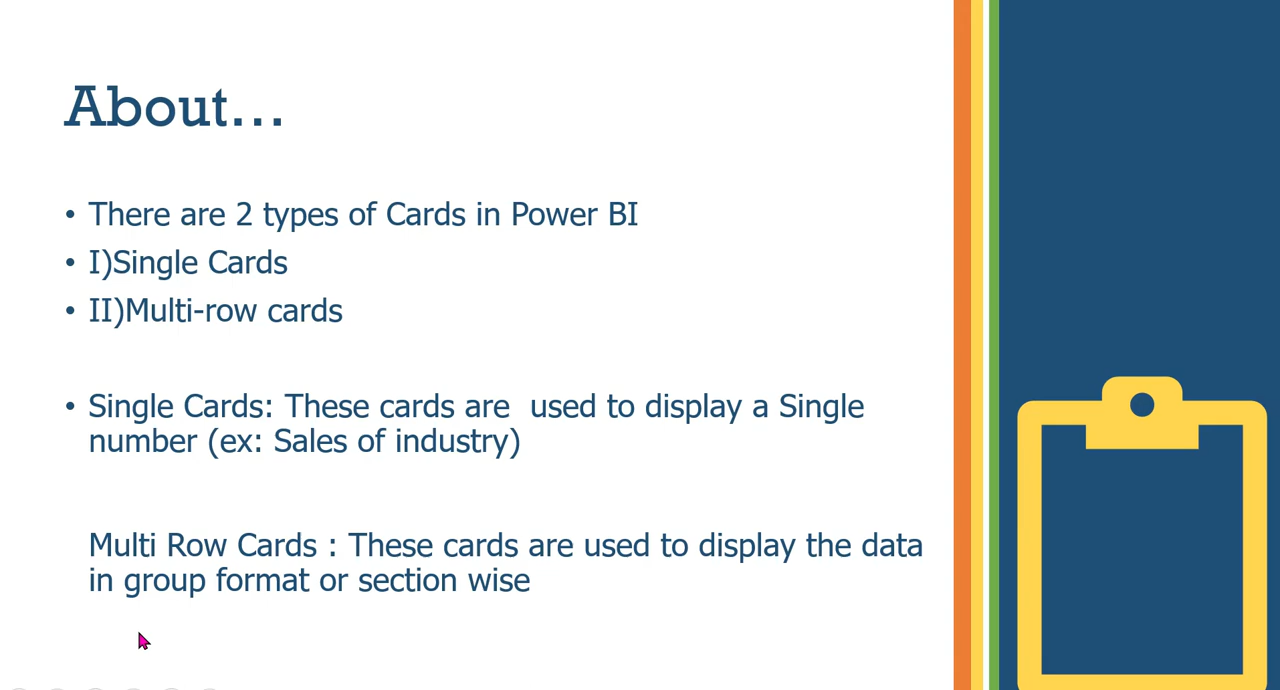 About...
• There are 2 types of Cards in Power BI
• I)Single Cards
• II)Multi-row cards
• Single Cards: These cards are  used to display a Single
number (ex: Sales of industry)
Multi Row Cards : These cards are used to display the data
in group format or section wise